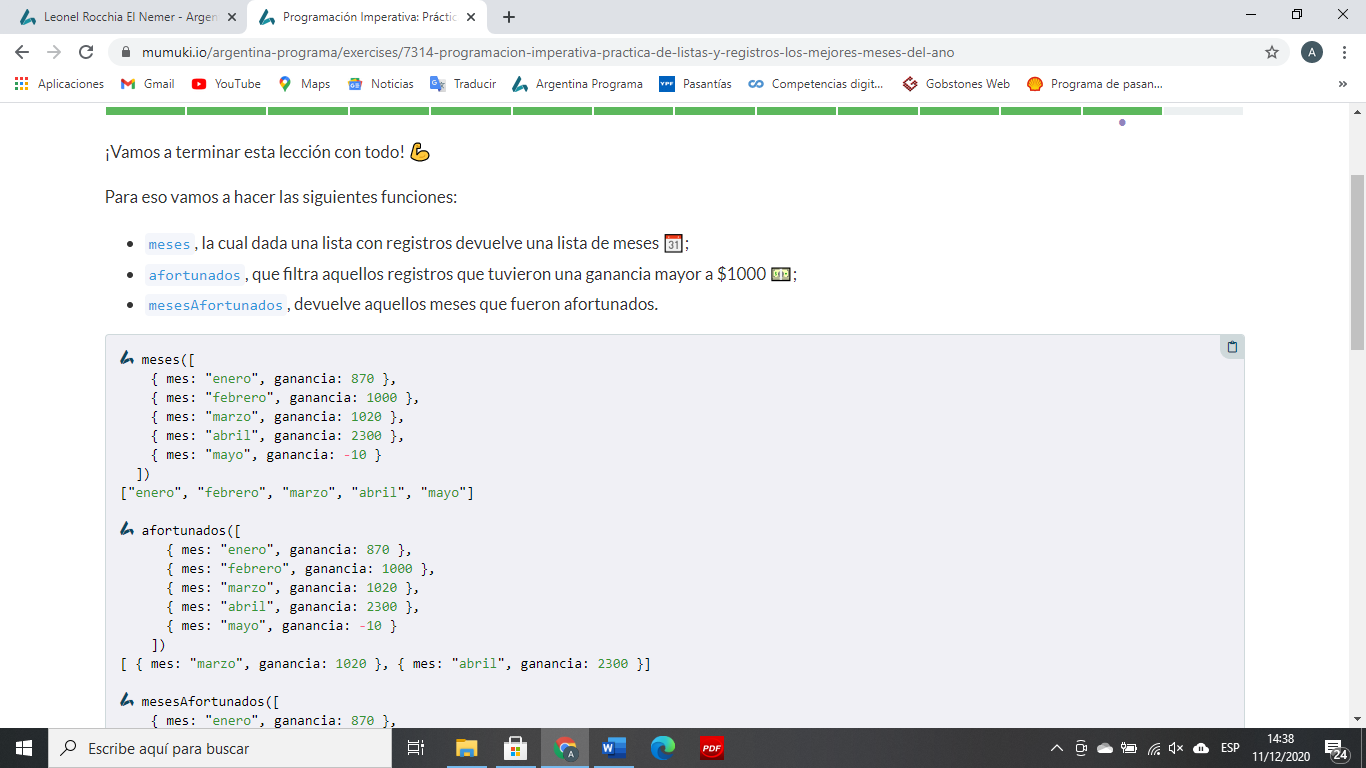 Leonel Rocchia El Nemer - Argen
Programación Imperativa: Práctic
mumuki.io/argentina-programa/exercises/7314-programacion-imperativa-practica-de-listas-y-registros-los-mejores-meses-del-ano
A
Aplicaciones Gmail YouTube Maps Noticias Traducir Argentina Programa YPF Pasantías Competencias digit... Gobstones Web Programa de pasan... »
¡Vamos a terminar esta lección con todo! 💪
Para eso vamos a hacer las siguientes funciones:
• meses, la cual dada una lista con registros devuelve una lista de meses 📅;
• afortunados, que filtra aquellos registros que tuvieron una ganancia mayor a $1000 💵;
• mesesAfortunados, devuelve aquellos meses que fueron afortunados.
meses([
{ mes: "enero", ganancia: 870 },
{ mes: "febrero", ganancia: 1000 },
{ mes: "marzo", ganancia: 1020 },
{ mes: "abril", ganancia: 2300 },
{ mes: "mayo", ganancia: -10 }
])
["enero", "febrero", "marzo", "abril", "mayo"]
afortunados([
{ mes: "enero", ganancia: 870 },
{ mes: "febrero", ganancia: 1000 },
{ mes: "marzo", ganancia: 1020 },
{ mes: "abril", ganancia: 2300 },
{ mes: "mayo", ganancia: -10 }
])
[ { mes: "marzo", ganancia: 1020 }, { mes: "abril", ganancia: 2300 }]
mesesAfortunados([
{ mes: "enero", ganancia: 870 },
Escribe aquí para buscar
PDF
ESP
14:38
11/12/2020
24